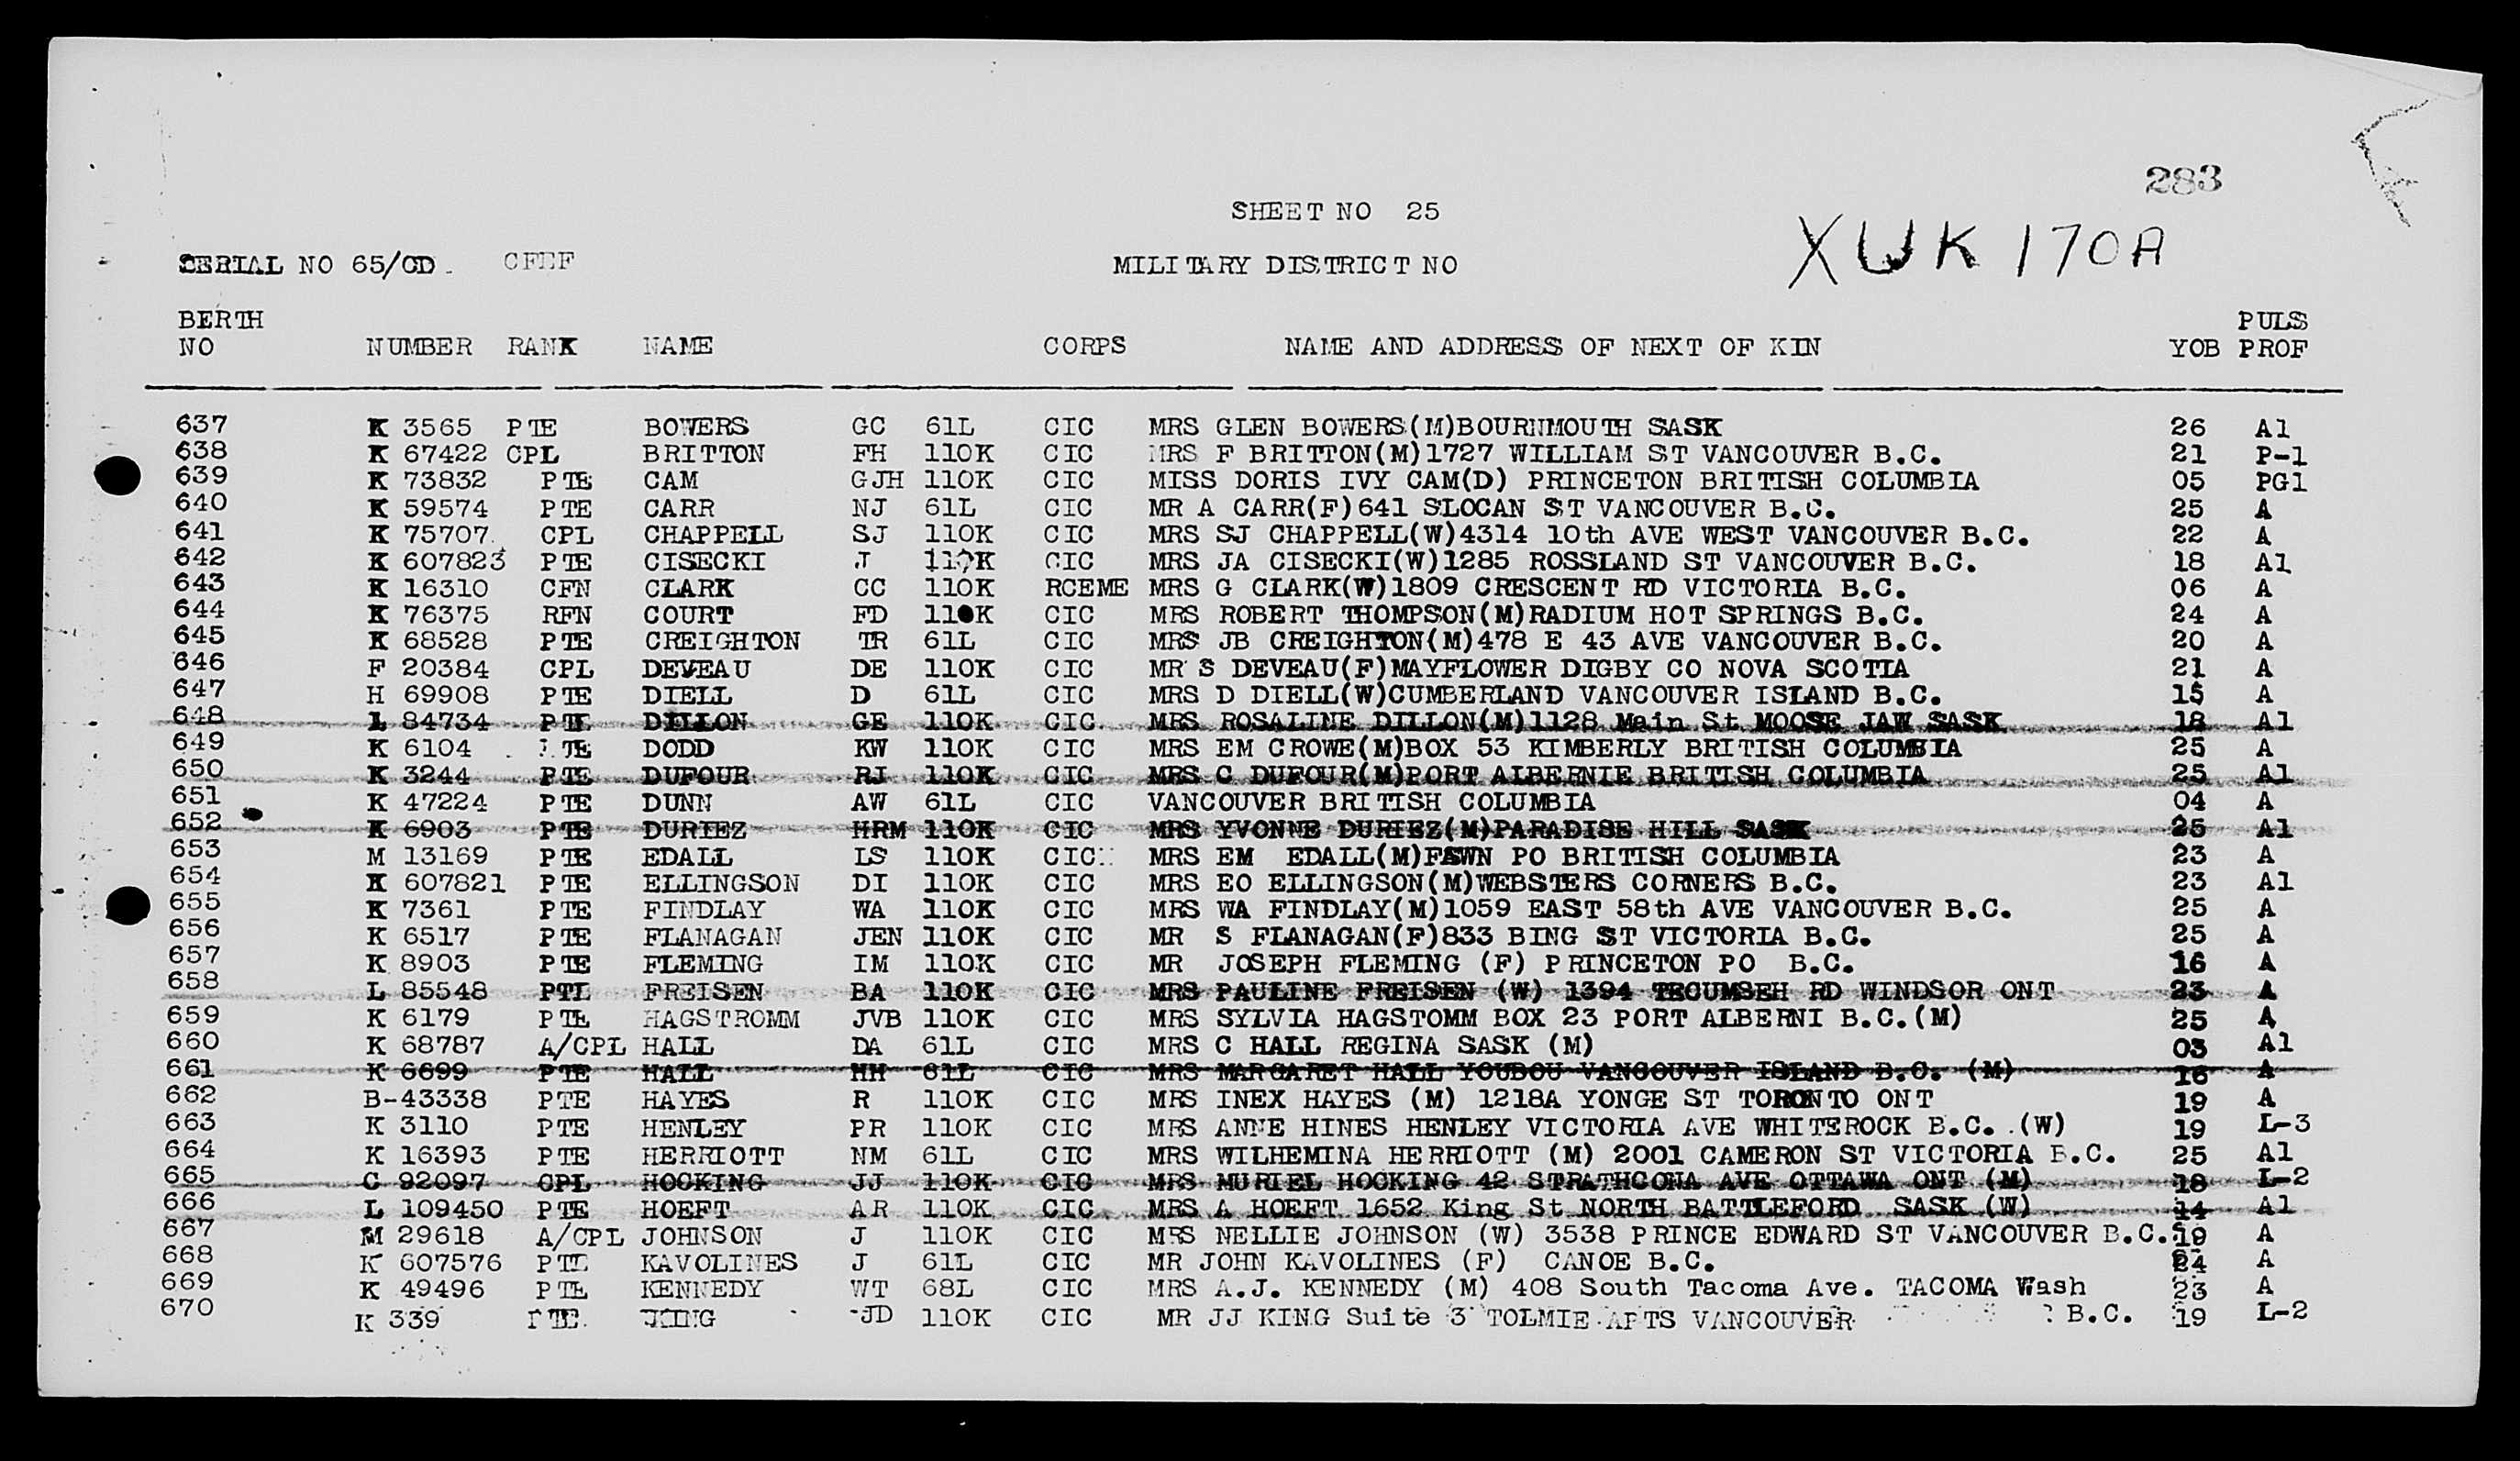 283
SHEET NO 25
XUK 170A
SERIAL NO 65/CD. CFEF MILITARY DISTRICT NO
BERTH PULS
NO NUMBER RANK NAME CORPS NAME AND ADDRESS OF NEXT OF KIN YOB PROF
637 K 3565 PTE BOWERS GC 61L CIC MRS GLEN BOWERS(M)BOURNMOUTH SASK 26 A1
638 K 67422 CPL BRITTON FH 110K CIC MRS F BRITTON(M)1727 WILLIAM ST VANCOUVER B.C. 21 P-1
639 K 73832 PTE CAM GJH 110K CIC MISS DORIS IVY CAM(D) PRINCETON BRITISH COLUMBIA 05 PG1
640 K 59574 PTE CARR NJ 61L CIC MR A CARR(F)641 SLOCAN ST VANCOUVER B.C. 25 A
641 K 75707 CPL CHAPPELL SJ 110K CIC MRS SJ CHAPPELL(W)4314 10th AVE WEST VANCOUVER B.C. 22 A
642 K 607823 PTE CISECKI J 110K CIC MRS JA CISECKI(W)1285 ROSSLAND ST VANCOUVER B.C. 18 A1
643 K 16310 CFN CLARK CC 110K RCEME MRS G CLARK(W)1809 CRESCENT RD VICTORIA B.C. 06 A
644 K 76375 RFN COURT FD 110K CIC MRS ROBERT THOMPSON(M)RADIUM HOT SPRINGS B.C. 24 A
645 K 68528 PTE CREIGHTON TR 61L CIC MRS JB CREIGHTON(M)478 E 43 AVE VANCOUVER B.C. 20 A
646 F 20384 CPL DEVEAU DE 110K CIC MR S DEVEAU(F)MAYFLOWER DIGBY CO NOVA SCOTIA 21 A
647 H 69908 PTE DIELL D 61L CIC MRS D DIELL(W)CUMBERLAND VANCOUVER ISLAND B.C. 15 A
648 L 84734 PTE DILLON GE 110K CIC MRS ROSALINE DILLON(M)1128 Main St MOOSE JAW SASK 18 A1
649 K 6104 PTE DODD KW 110K CIC MRS EM CROWE(M)BOX 53 KIMBERLY BRITISH COLUMBIA 25 A
650 K 3244 PTE DUFOUR RJ 110K CIC MRS C DUFOUR(M)PORT ALBERNIE BRITISH COLUMBIA 25 A1
651 K 47224 PTE DUNN AW 61L CIC VANCOUVER BRITISH COLUMBIA 04 A
652 K 6903 PTE DURIEZ HRM 110K CIC MRS YVONNE DURIEZ(M)PARADISE HILL SASK 25 A1
653 M 13169 PTE EDALL LS 110K CIC MRS EM EDALL(M)FAWN PO BRITISH COLUMBIA 23 A
654 K 607821 PTE ELLINGSON DI 110K CIC MRS EO ELLINGSON(M)WEBSTERS CORNERS B.C. 23 A1
655 K 7361 PTE FINDLAY WA 110K CIC MRS WA FINDLAY(M)1059 EAST 58th AVE VANCOUVER B.C. 25 A
656 K 6517 PTE FLANAGAN JEN 110K CIC MR S FLANAGAN(F)833 BING ST VICTORIA B.C. 25 A
657 K 8903 PTE FLEMING IM 110K CIC MR JOSEPH FLEMING (F) PRINCETON PO B.C. 16 A
658 L 85548 PTE FREISEN BA 110K CIC MRS PAULINE FREISEN (W) 1394 TECUMSEH RD WINDSOR ONT 23 A
659 K 6179 PTE HAGSTROMM JVB 110K CIC MRS SYLVIA HAGSTOMM BOX 23 PORT ALBERNI B.C.(M) 25 A
660 K 68787 A/CPL HALL DA 61L CIC MRS C HALL REGINA SASK (M) 03 A1
661 K 6699 PTE HALL HH 61L CIC MRS MARGARET HALL YOUBOU VANCOUVER ISLAND B.C. (M) 16 A
662 B-43338 PTE HAYES R 110K CIC MRS INEX HAYES (M) 1218A YONGE ST TORONTO ONT 19 A
663 K 3110 PTE HENLEY PR 110K CIC MRS ANNE HINES HENLEY VICTORIA AVE WHITEROCK B.C. (W) 19 L-3
664 K 16393 PTE HERRIOTT NM 61L CIC MRS WILHEMINA HERRIOTT (M) 2001 CAMERON ST VICTORIA B.C. 25 A1
665 C 92097 CPL HOCKING JJ 110K CIC MRS MURIEL HOCKING 42 STRATHCONA AVE OTTAWA ONT (M) 18 L-2
666 L 109450 PTE HOEFT AR 110K CIC MRS A HOEFT 1652 King St NORTH BATTLEFORD SASK (W) 14 A1
667 M 29618 A/CPL JOHNSON J 110K CIC MRS NELLIE JOHNSON (W) 3538 PRINCE EDWARD ST VANCOUVER B.C. 19 A
668 K 607576 PTE KAVOLINES J 61L CIC MR JOHN KAVOLINES (F) CANOE B.C. 24 A
669 K 49496 PTE KENNEDY WT 68L CIC MRS A.J. KENNEDY (M) 408 South Tacoma Ave. TACOMA Wash 23 A
670 K 339 PTE KING JD 110K CIC MR JJ KING Suite 3 TOLMIE APTS VANCOUVER B.C. 19 L-2